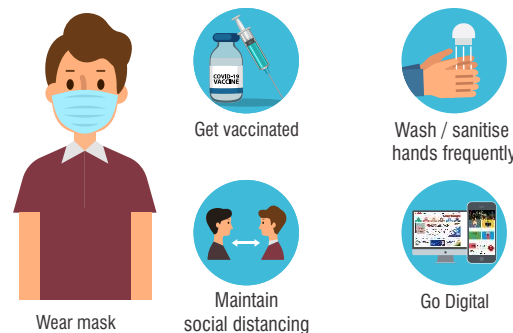 COVID-19
VACCINE
Get vaccinated
Wash / sanitise
hands frequently
Wear mask
Maintain
social distancing
Go Digital